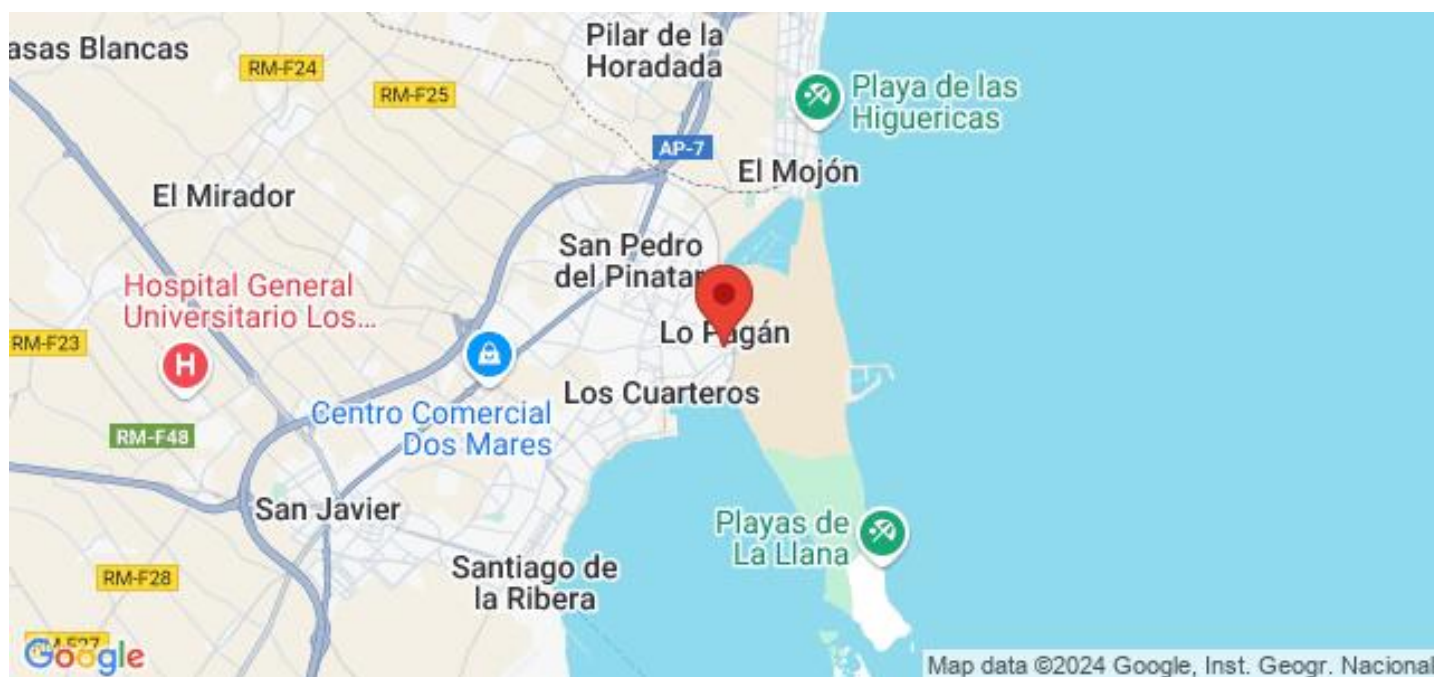 asas Blancas
Pilar de la
Horadada
RM-F24
RM-F25
Playa de las
Higuericas
AP-7
El Mojón
El Mirador
San Pedro
del Pinatar
Hospital General
Universitario Los...
RM-F23
Lo Pagán
Los Cuarteros
Centro Comercial
Dos Mares
RM-F48
San Javier
Playas de
La Llana
RM-F28
Santiago de
la Ribera
Google
Map data ©2024 Google, Inst. Geogr. Nacional